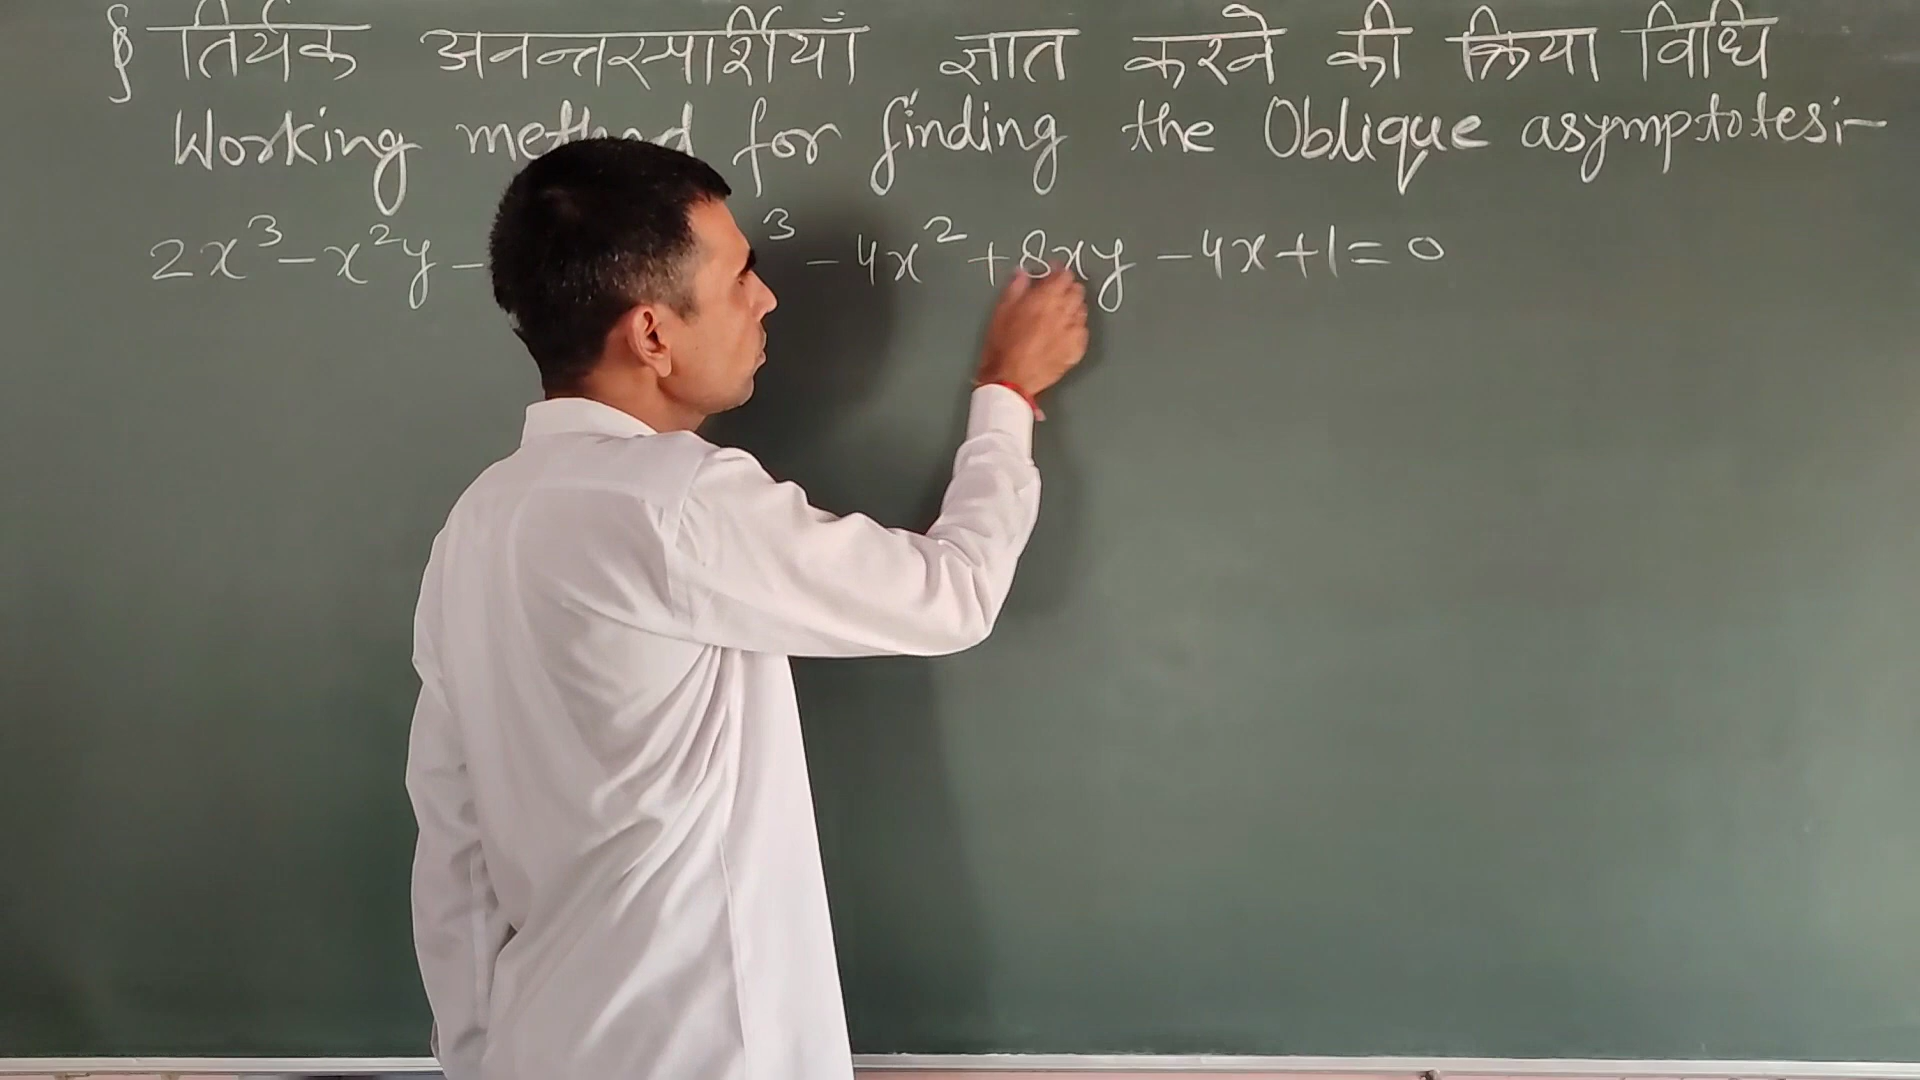 § तिर्यक अनन्तस्पर्शियाँ ज्ञात करने की क्रिया विधि
Working method for finding the Oblique asymptotes:-
2x³ - x²y - ³ - 4x² + 8xy - 4x + 1 = 0